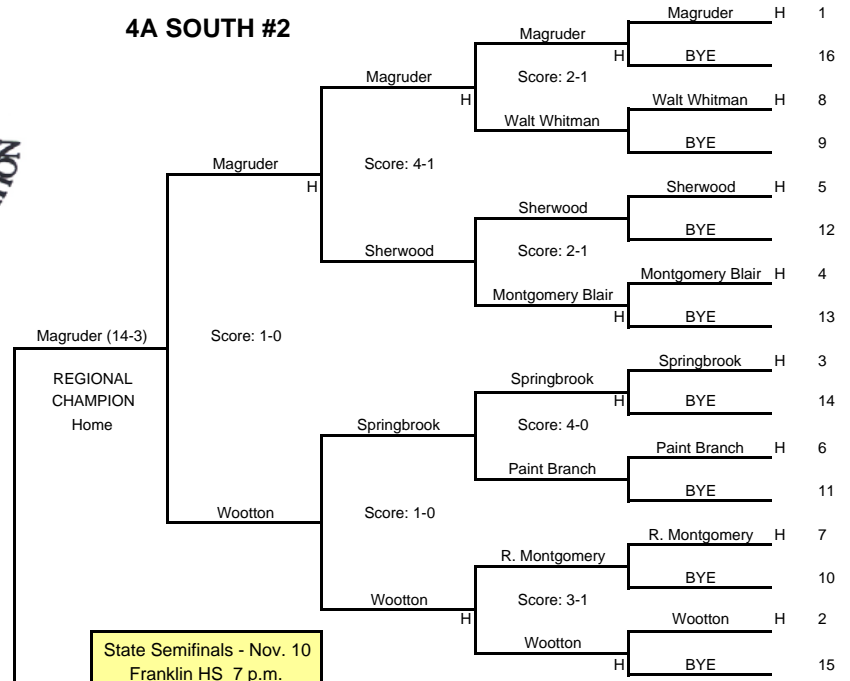 4A SOUTH #2
Magruder H 1
Magruder
H BYE 16
Magruder Score: 2-1
H Walt Whitman H 8
Walt Whitman
BYE 9
Magruder Score: 4-1
H Sherwood H 5
Sherwood
BYE 12
Sherwood Score: 2-1
Montgomery Blair H 4
Montgomery Blair
H BYE 13
Magruder (14-3) Score: 1-0
REGIONAL
CHAMPION
Home
Springbrook H 3
Springbrook
H BYE 14
Springbrook Score: 4-0
Paint Branch H 6
Paint Branch
BYE 11
Wootton Score: 1-0
R. Montgomery H 7
R. Montgomery
BYE 10
Wootton Score: 3-1
H Wootton H 2
Wootton
H BYE 15
State Semifinals - Nov. 10
Franklin HS 7 p.m.